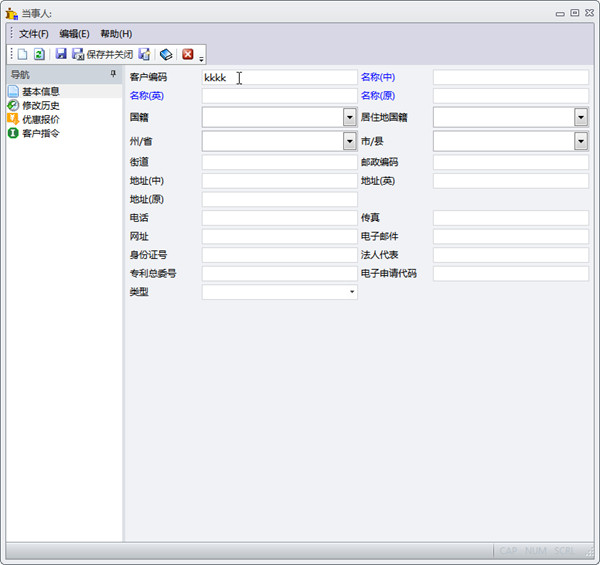 当事人:
文件(F) 编辑(E) 帮助(H)
保存并关闭
导航
基本信息
修改历史
优惠报价
客户指令
客户编码 kkkk 名称(中)
名称(英) 名称(原)
国籍 居住地国籍
州/省 市/县
街道 邮政编码
地址(中) 地址(英)
地址(原)
电话 传真
网址 电子邮件
身份证号 法人代表
专利总委号 电子申请代码
类型
CAP NUM SCRL